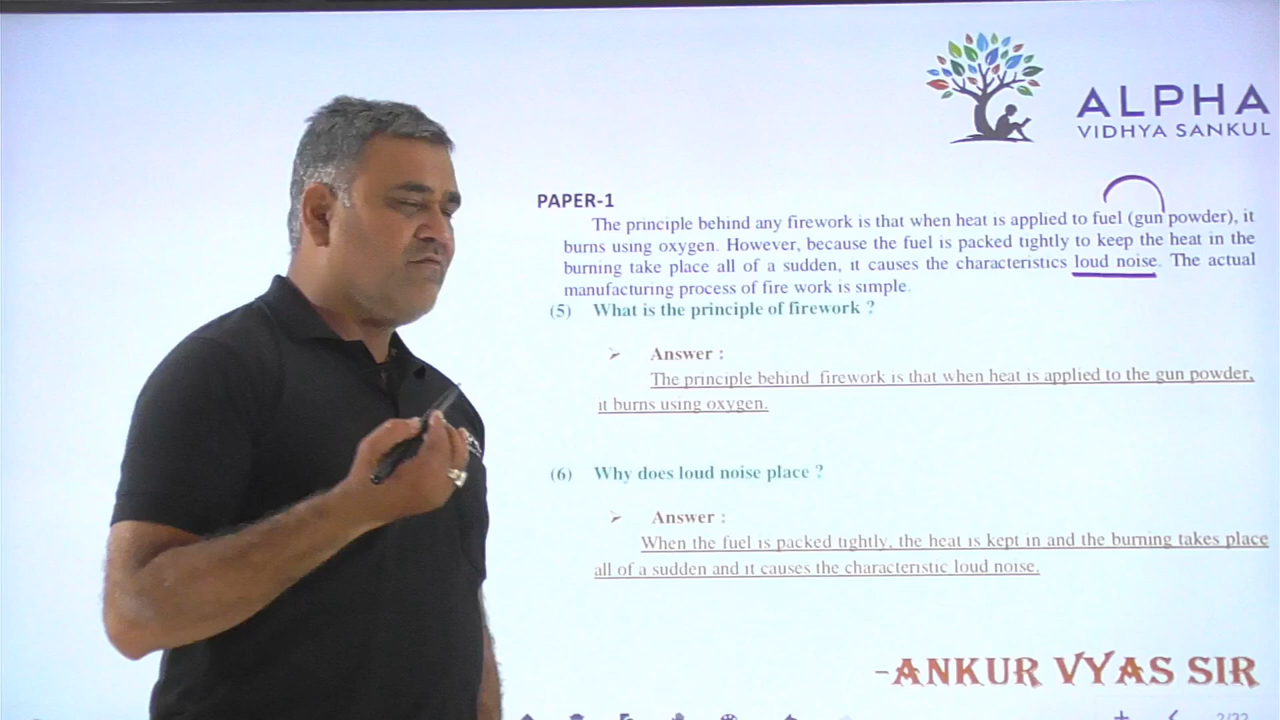 ALPHA
VIDHYA SANKUL
PAPER-1
The principle behind any firework is that when heat is applied to fuel (gun powder), it
burns using oxygen. However, because the fuel is packed tightly to keep the heat in the
burning take place all of a sudden, it causes the characteristics loud noise. The actual
manufacturing process of fire work is simple.
(5) What is the principle of firework ?
➢ Answer :
The principle behind firework is that when heat is applied to the gun powder,
it burns using oxygen.
(6) Why does loud noise place ?
➢ Answer :
When the fuel is packed tightly, the heat is kept in and the burning takes place
all of a sudden and it causes the characteristic loud noise.
-ANKUR VYAS SIR